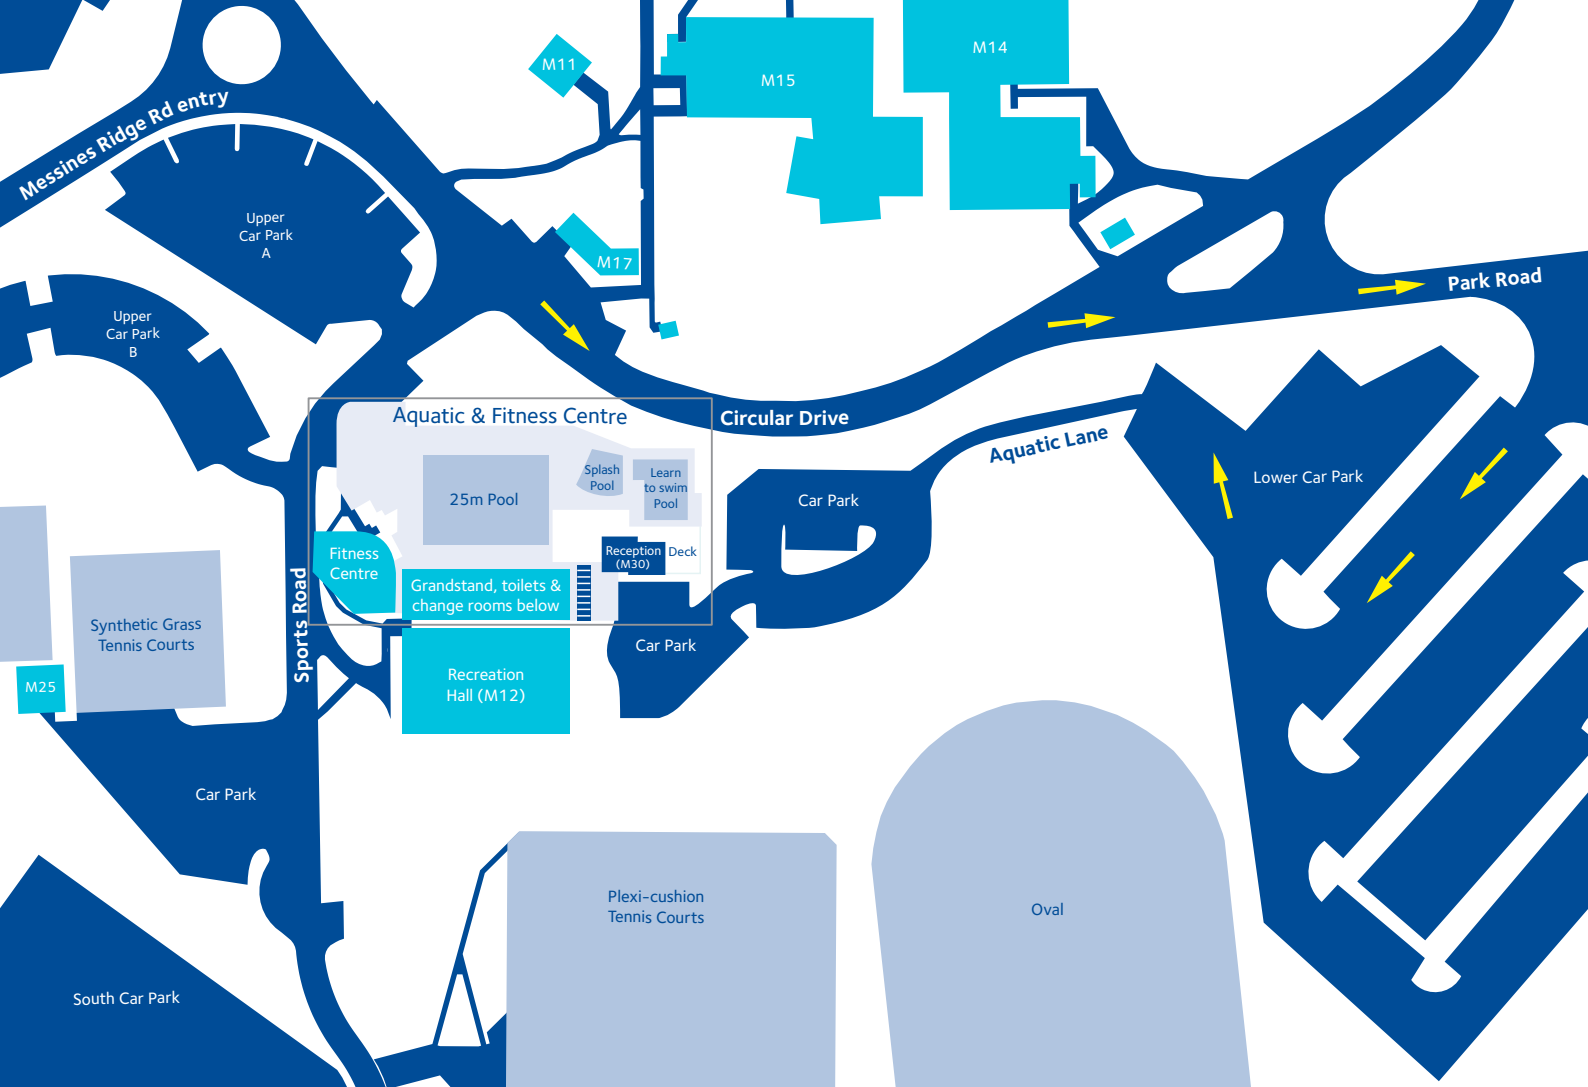 M14
M11
M15
Messines Ridge Rd entry
Upper
Car Park
A
M17
Park Road
Upper
Car Park
B
Aquatic & Fitness Centre
Circular Drive
Aquatic Lane
Splash
Pool
Learn
to swim
Pool
25m Pool
Car Park
Lower Car Park
Reception
(M30)
Deck
Fitness
Centre
Grandstand, toilets &
change rooms below
Sports Road
Synthetic Grass
Tennis Courts
Car Park
M25
Recreation
Hall (M12)
Car Park
Plexi-cushion
Tennis Courts
Oval
South Car Park